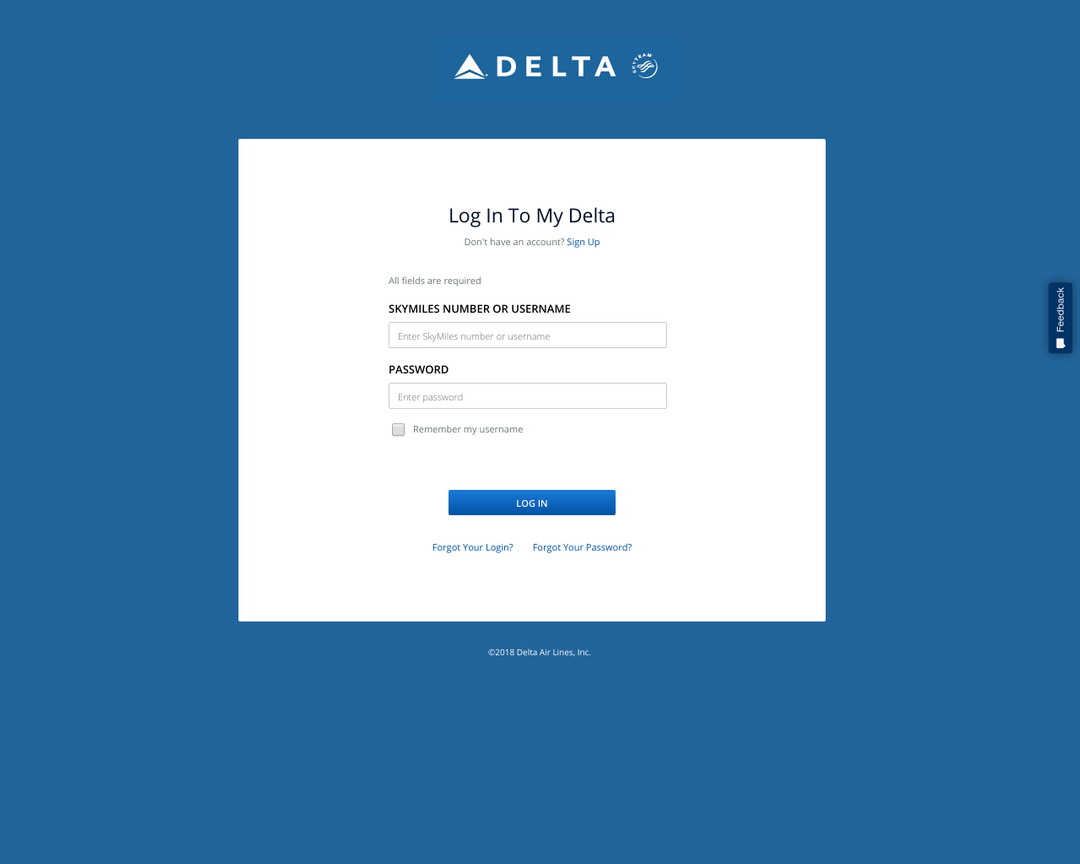 DELTA SKYTEAM
Log In To My Delta
Don't have an account? Sign Up
All fields are required
SKYMILES NUMBER OR USERNAME
Enter SkyMiles number or username
PASSWORD
Enter password
Remember my username
LOG IN
Forgot Your Login? Forgot Your Password?
©2018 Delta Air Lines, Inc.
Feedback